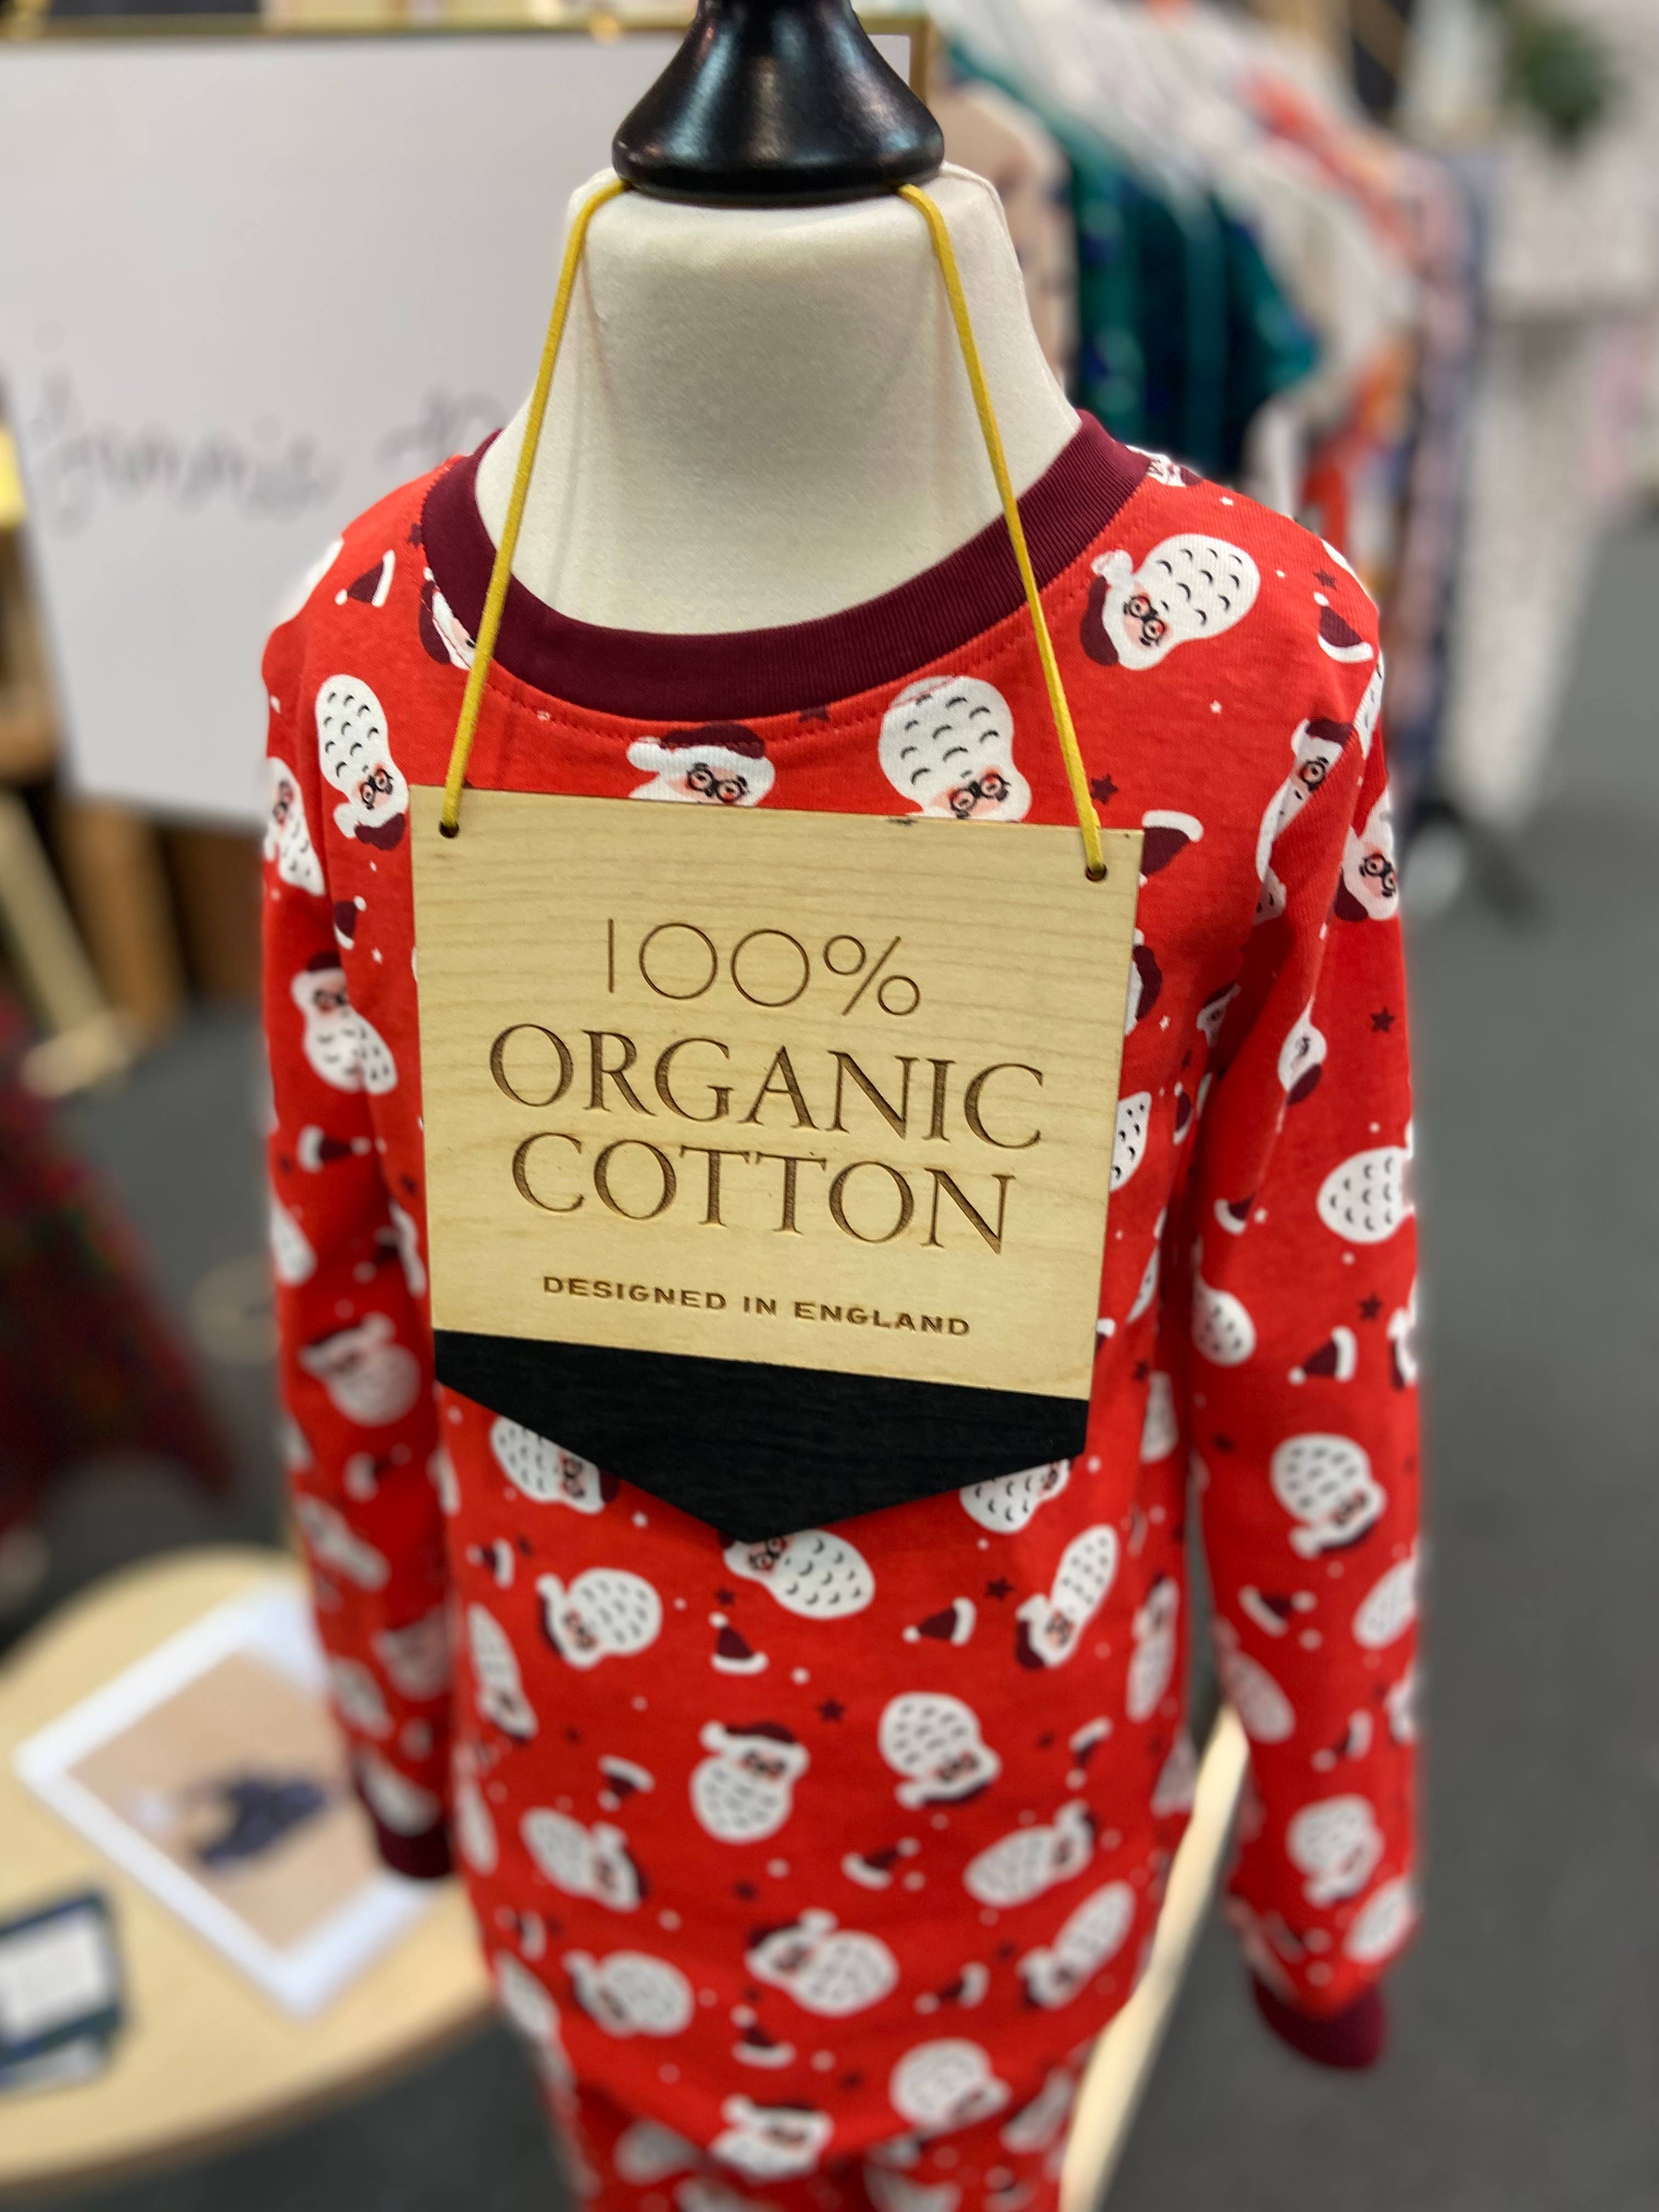 100%
ORGANIC
COTTON
DESIGNED IN ENGLAND